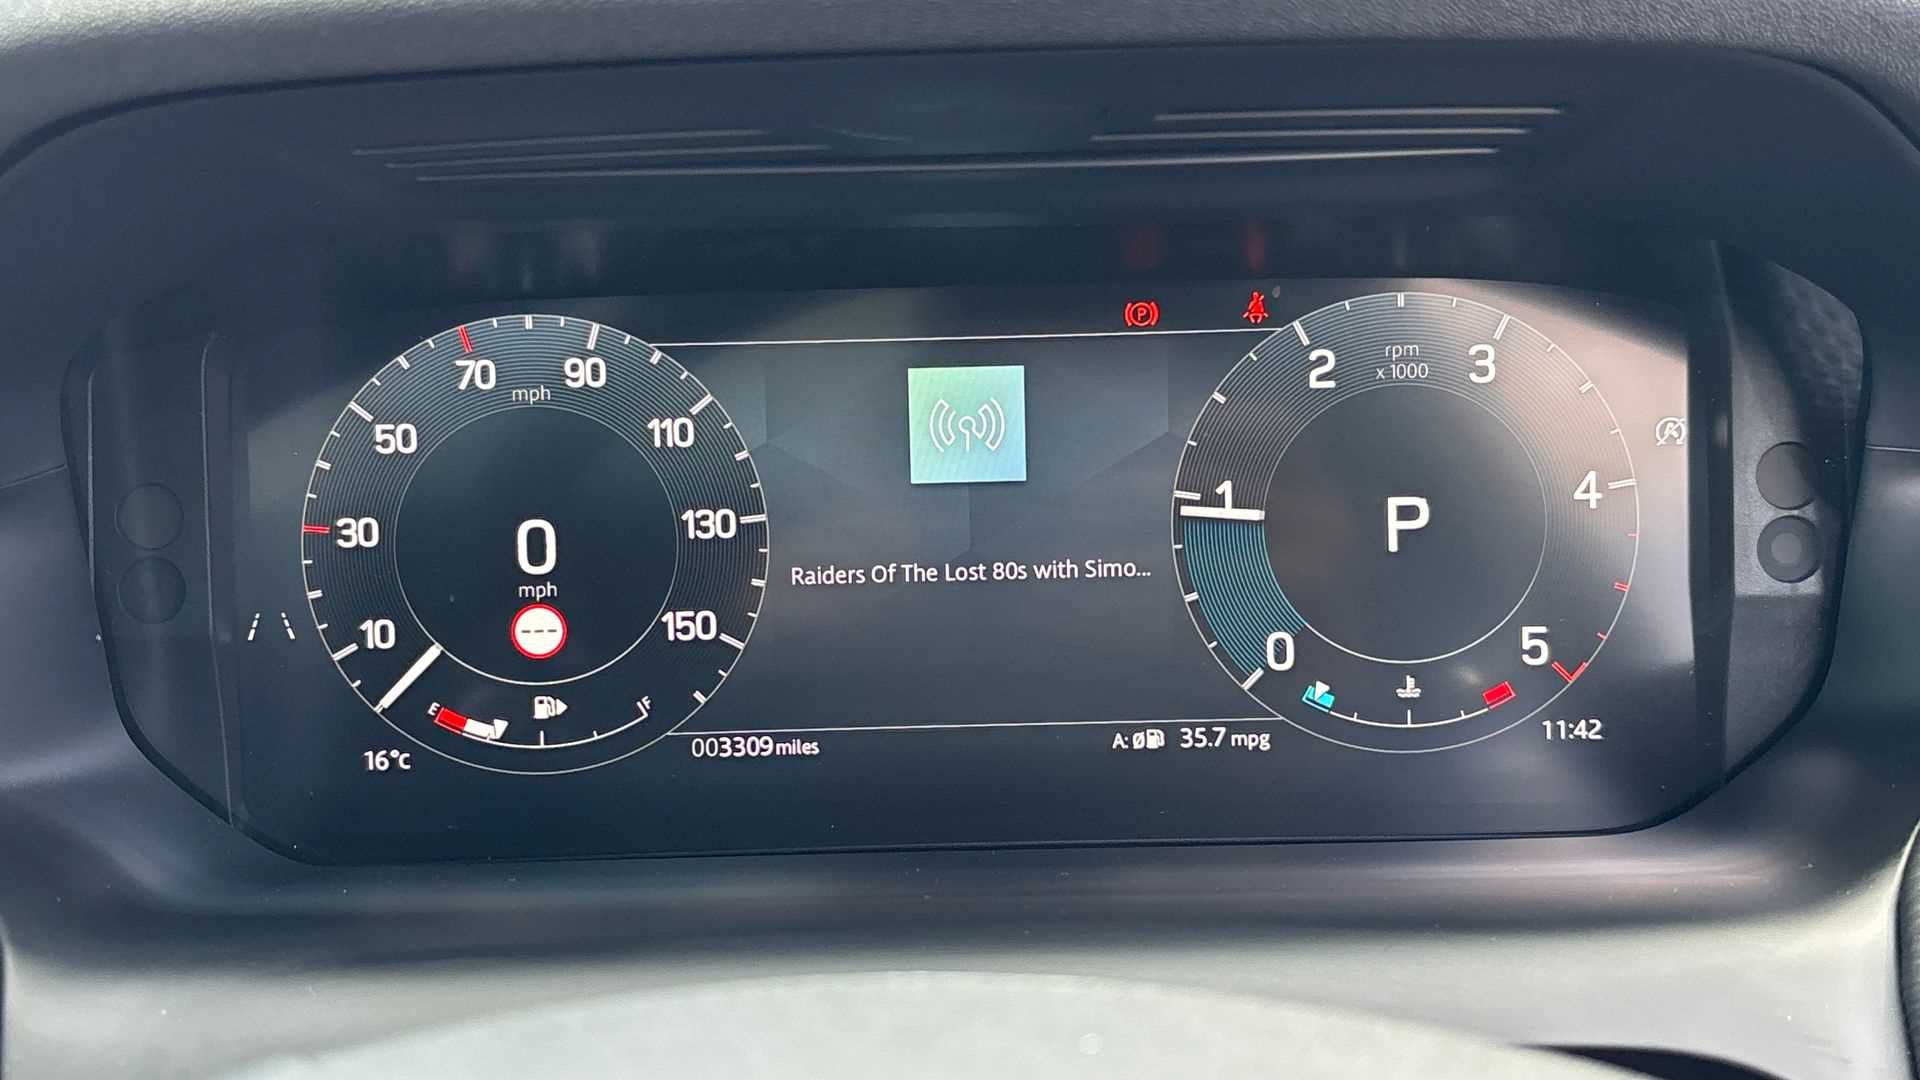 P
70
mph
90
50
110
30
130
0
mph
---
10
150
E
F
16°C
003309 miles
Raiders Of The Lost 80s with Simo...
A: Ø 35.7 mpg
2
rpm
x 1000
3
1
4
P
A
0
5
11:42